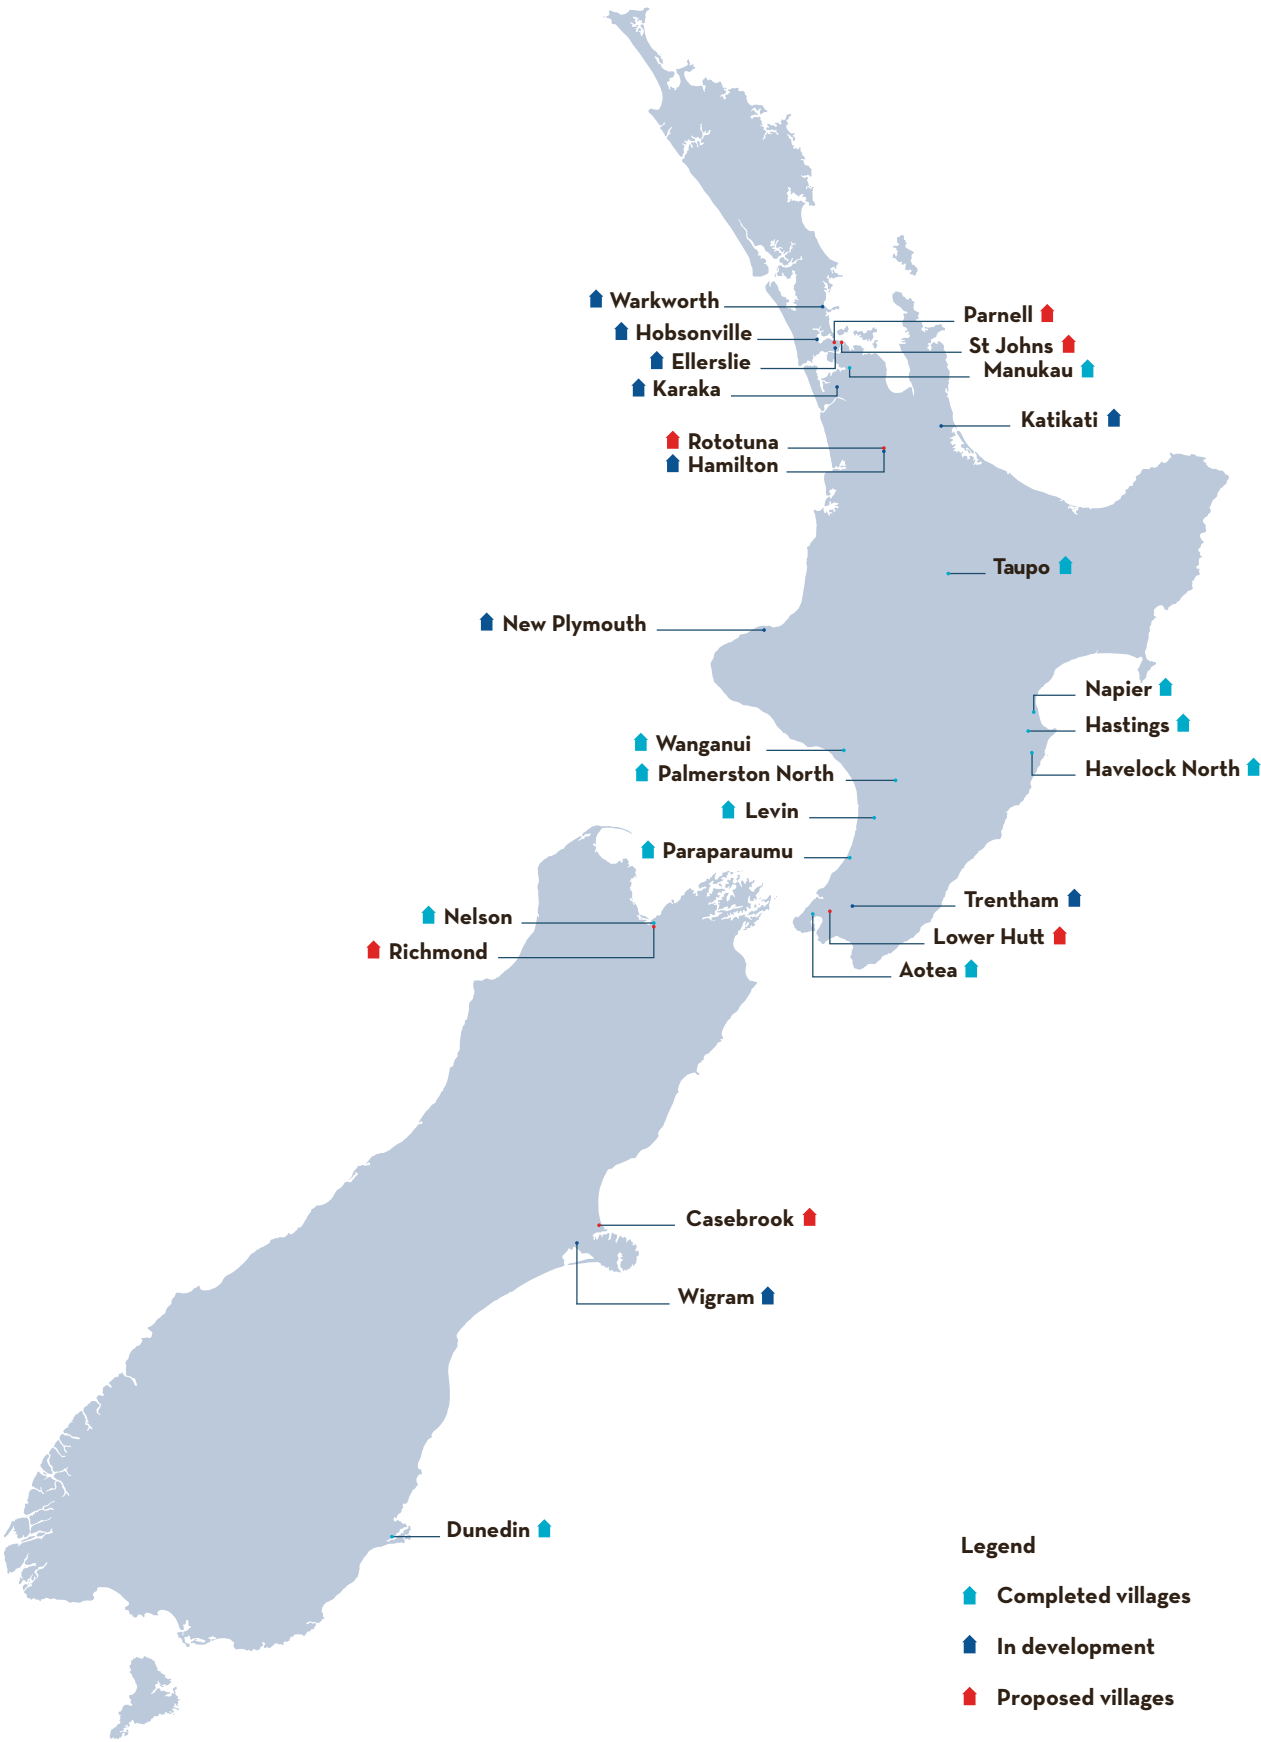 Warkworth
Parnell
Hobsonville
St Johns
Ellerslie
Manukau
Karaka
Katikati
Rototuna
Hamilton
Taupo
New Plymouth
Napier
Hastings
Wanganui
Havelock North
Palmerston North
Levin
Paraparaumu
Trentham
Nelson
Lower Hutt
Richmond
Aotea
Casebrook
Wigram
Dunedin
Legend
Completed villages
In development
Proposed villages